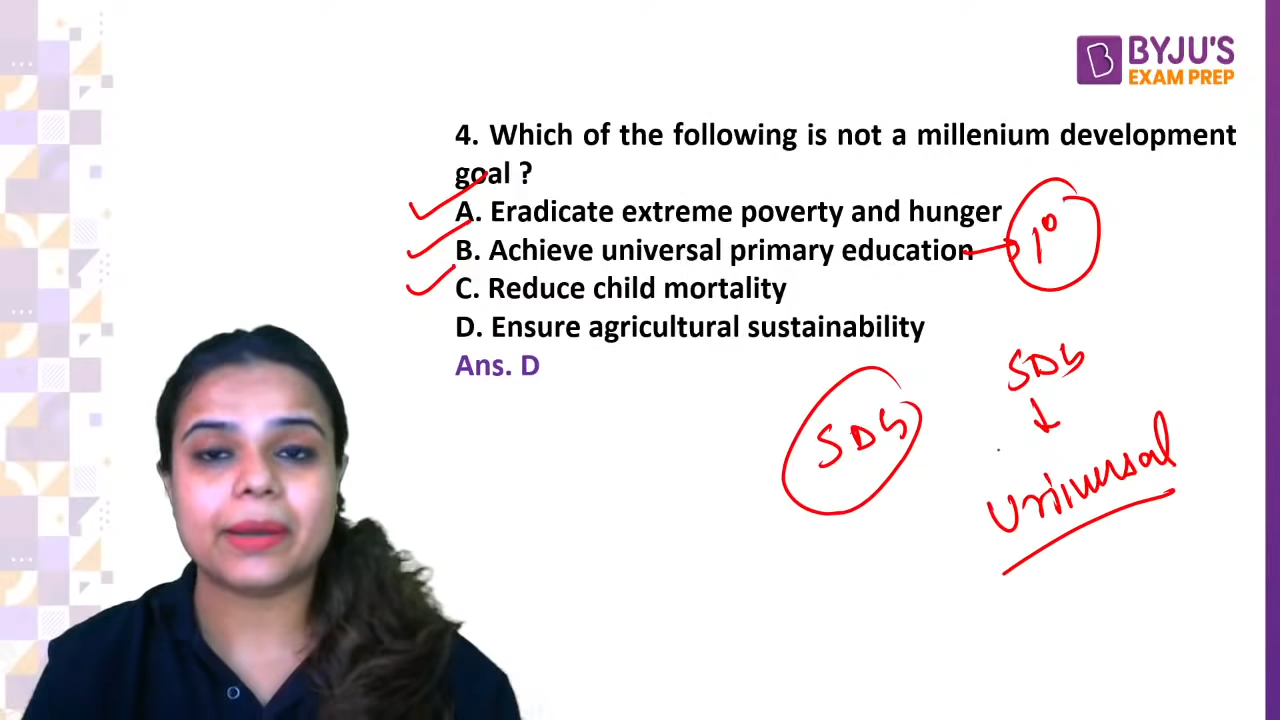 BYJU'S
EXAM PREP
4. Which of the following is not a millenium development
goal ?
A. Eradicate extreme poverty and hunger
B. Achieve universal primary education
1°
C. Reduce child mortality
D. Ensure agricultural sustainability
Ans. D
SDG
SDG
universal